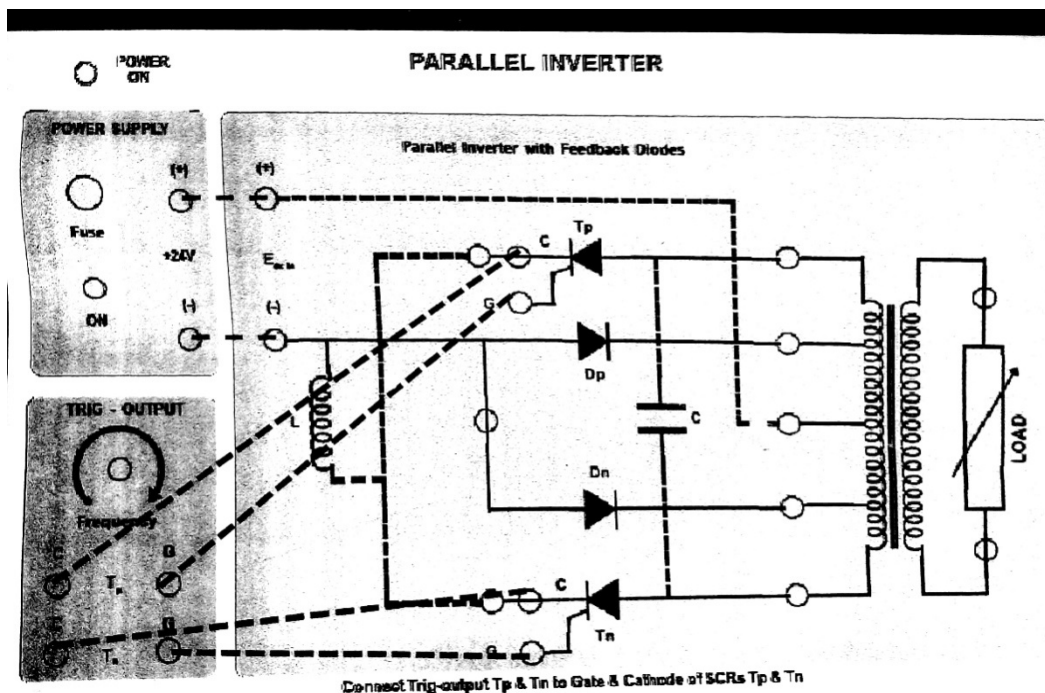 POWER
ON
PARALLEL INVERTER
POWER SUPPLY
Parallel Inverter with Feedback Diodes
(+)
(+)
Fuse
+24V
ON
(-)
(-)
C
Tp
G
Dp
L
C
Dn
LOAD
TRIG - OUTPUT
Frequency
G
T
G
T
C
G
Tn
Connect Trig-output Tp & Tn to Gate & Cathode of SCRs Tp & Tn